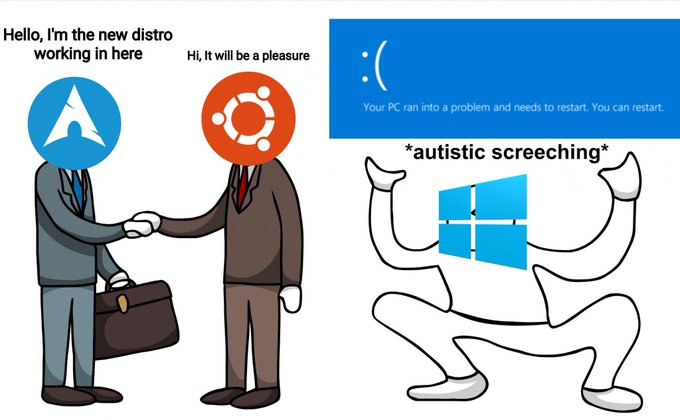 Hello, I'm the new distro
working in here
Hi, It will be a pleasure
:(
Your PC ran into a problem and needs to restart. You can restart.
*autistic screeching*